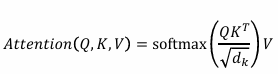 Attention(Q, K, V) = softmax(QK^T / √d_k) V